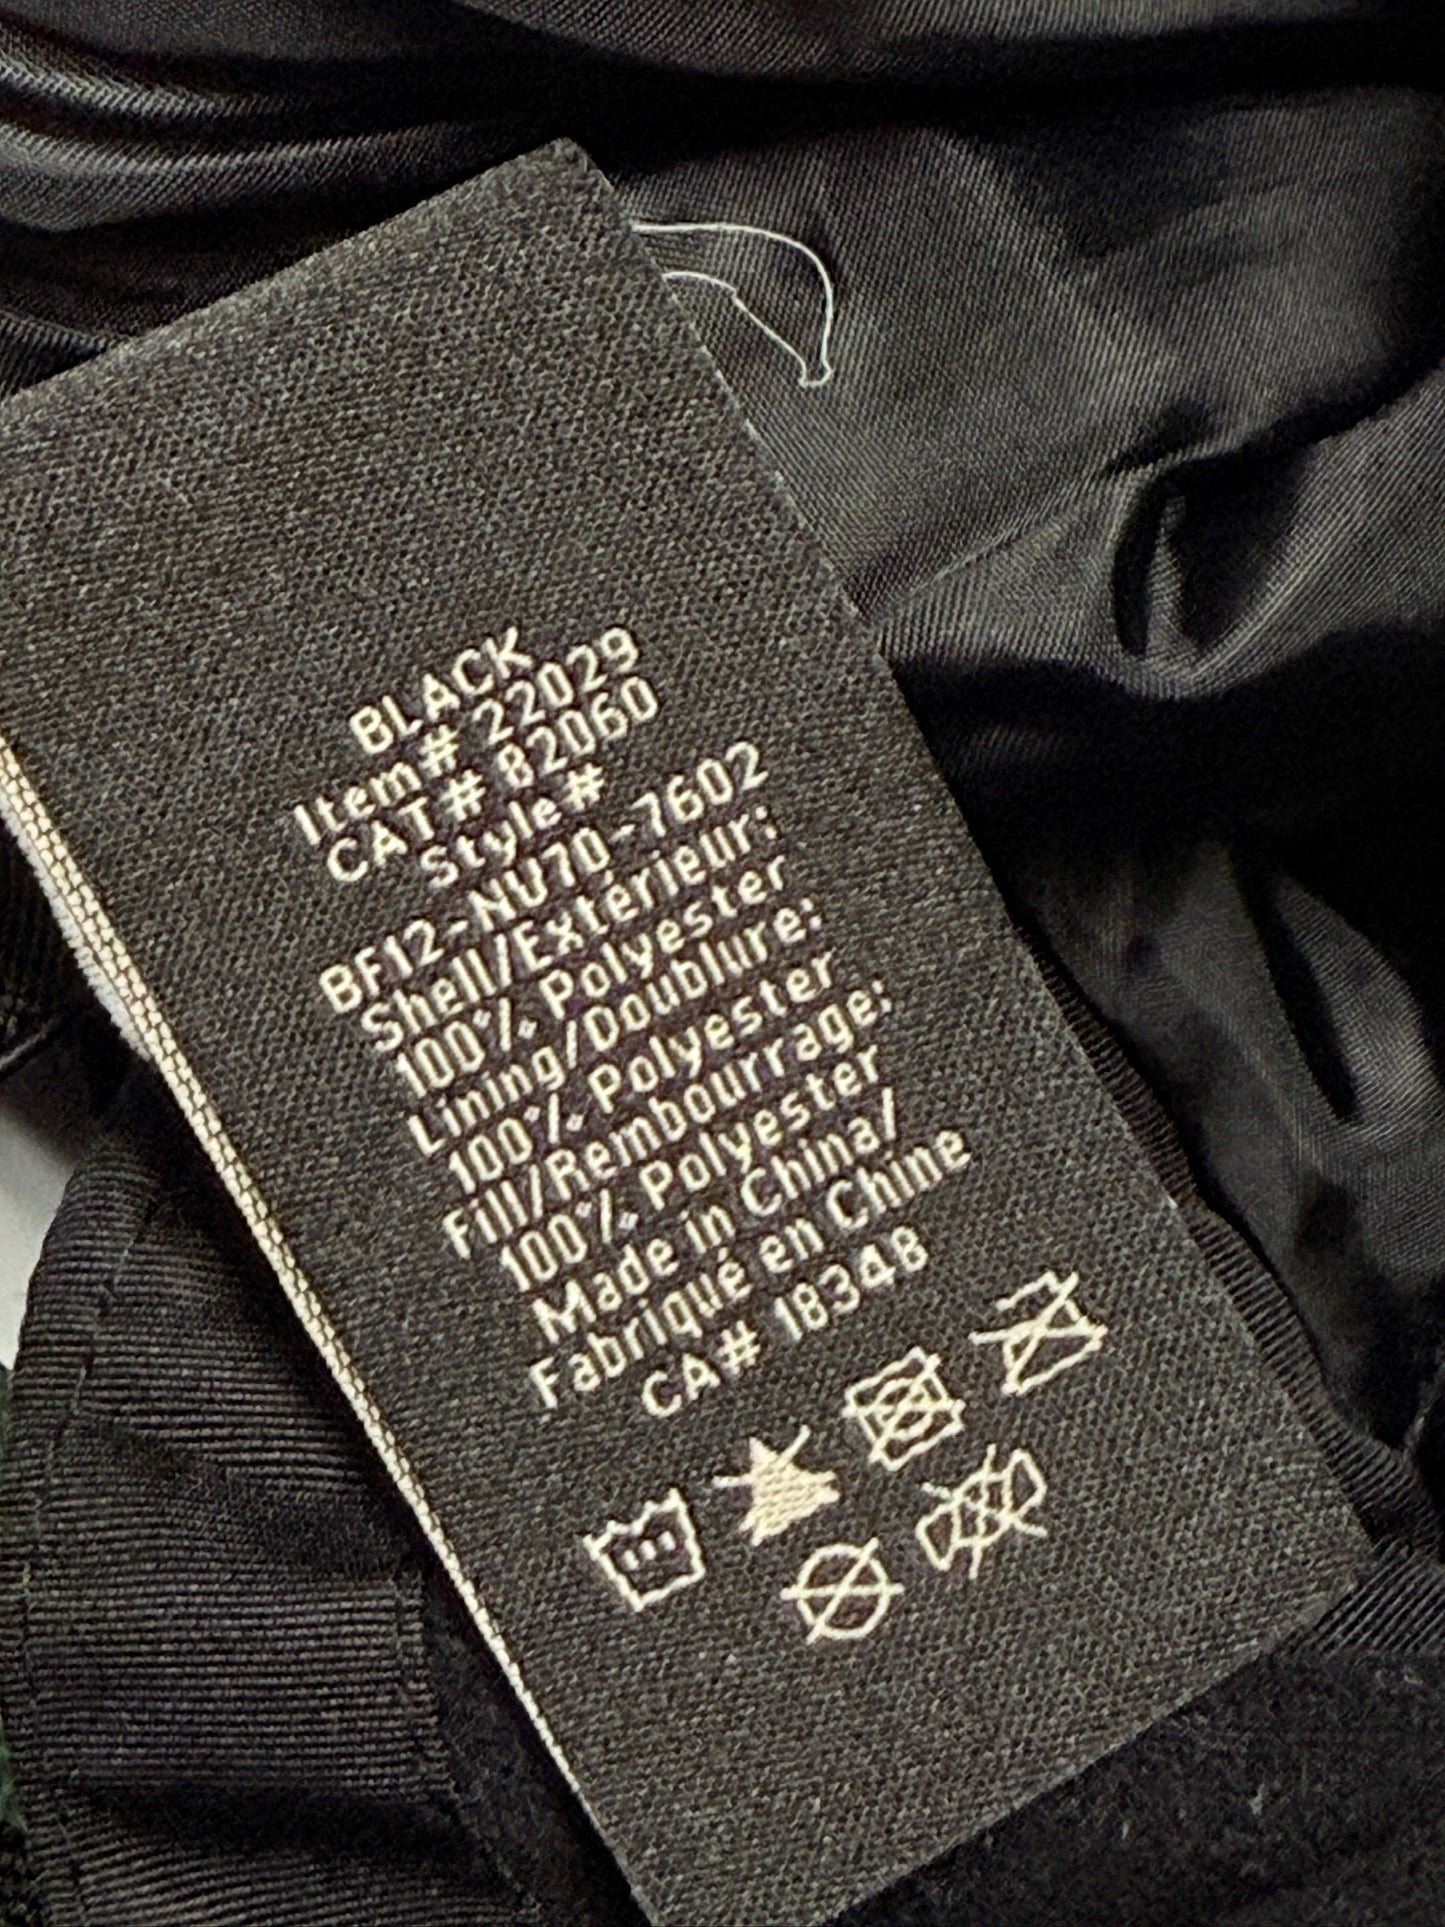 BLACK
Item# 22029
CAT# 82060
Style#
BF12-NU70-7602
Shell/Extérieur:
100% Polyester
Lining/Doublure:
100% Polyester
Fill/Rembourrage:
100% Polyester
Made in China/
Fabriqué en Chine
CA# 18348